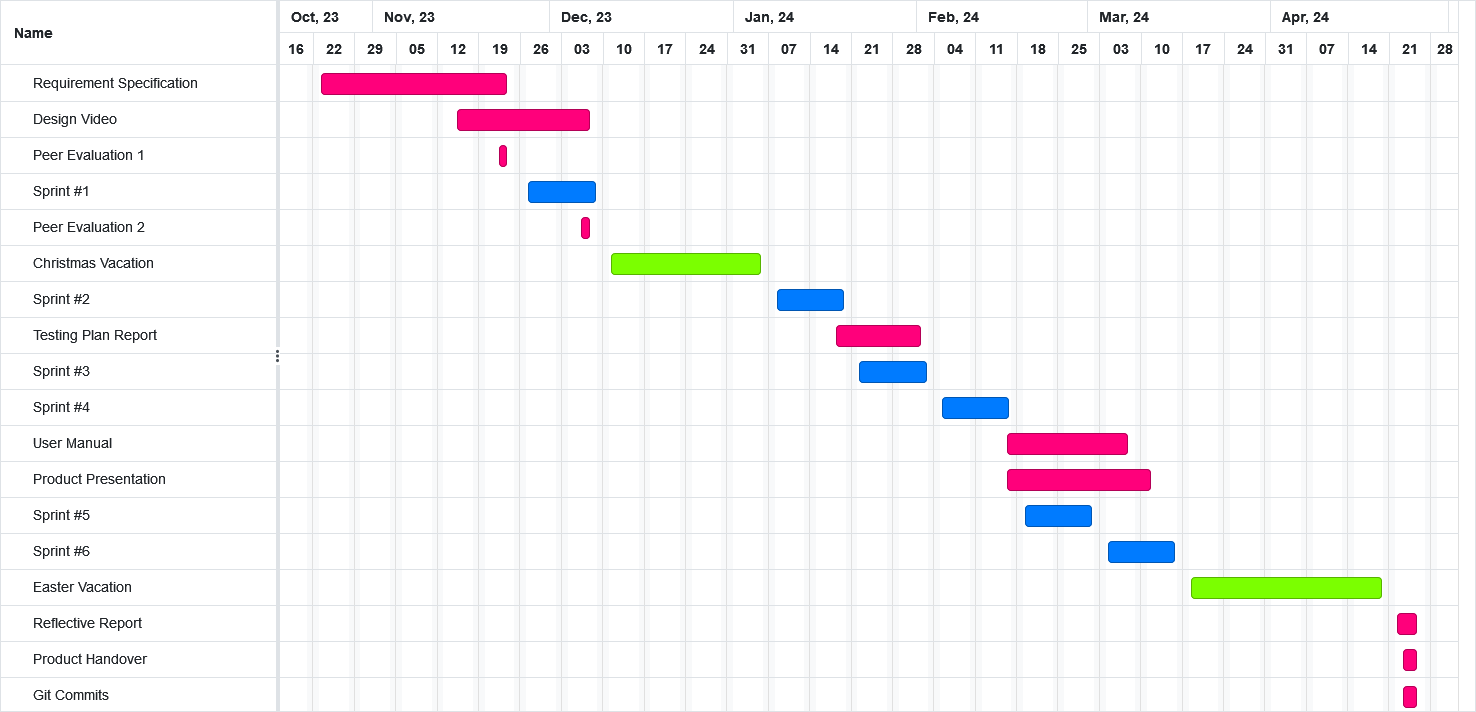 Name
Oct, 23 Nov, 23 Dec, 23 Jan, 24 Feb, 24 Mar, 24 Apr, 24
16 22 29 05 12 19 26 03 10 17 24 31 07 14 21 28 04 11 18 25 03 10 17 24 31 07 14 21 28
Requirement Specification
Design Video
Peer Evaluation 1
Sprint #1
Peer Evaluation 2
Christmas Vacation
Sprint #2
Testing Plan Report
Sprint #3
Sprint #4
User Manual
Product Presentation
Sprint #5
Sprint #6
Easter Vacation
Reflective Report
Product Handover
Git Commits